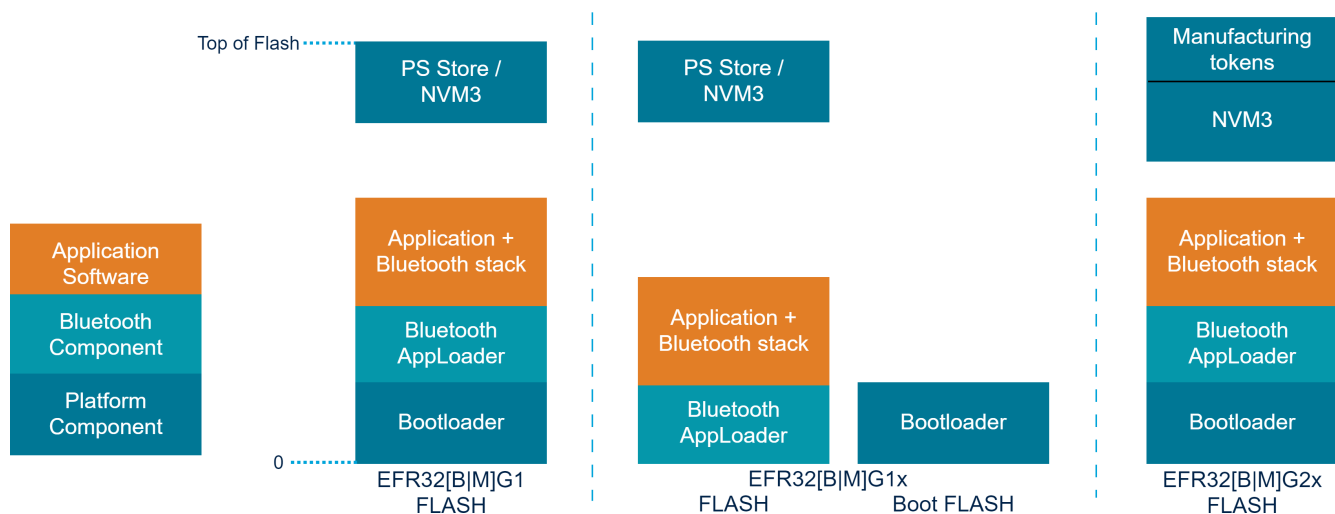 Top of Flash
PS Store /
NVM3
PS Store /
NVM3
Manufacturing
tokens
NVM3
Application
Software
Bluetooth
Component
Platform
Component
Application +
Bluetooth stack
Bluetooth
AppLoader
Bootloader
0
EFR32[B|M]G1
FLASH
Application +
Bluetooth stack
Bluetooth
AppLoader
Bootloader
EFR32[B|M]G1x
FLASH
Boot FLASH
Application +
Bluetooth stack
Bluetooth
AppLoader
Bootloader
EFR32[B|M]G2x
FLASH